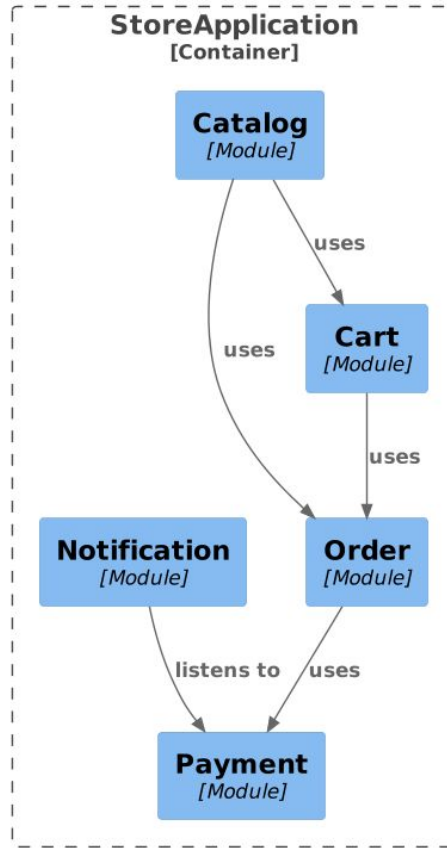 StoreApplication
[Container]
Catalog
[Module]
uses
Cart
[Module]
uses
uses
Notification
[Module]
Order
[Module]
listens to
uses
Payment
[Module]